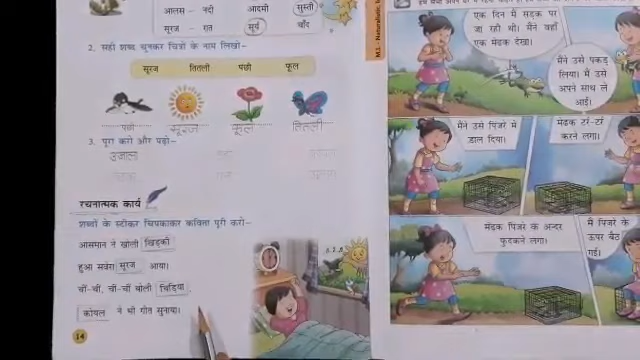 आलस - नदी
आदमी
सुस्ती
सूरज - गत
सूर्य
चाँद
2. सही शब्द चुनकर चित्रों के नाम लिखो-
सूरज तितली पंछी फूल
पंछी सूरज फूल तितली
3. पूरा करो और पढ़ो-
उजाला
रचनात्मक कार्य
शब्दों के स्टीकर चिपकाकर कविता पूरी करो-
आसमान ने खोली खिड़की
हुआ सवेरा सूरज आया।
चीं-चीं, चीं-चीं बोली चिड़िया
कोयल ने भी गीत सुनाया।
14
एक दिन मैं सड़क पर जा रही थी। मैंने वहाँ एक मेंढक देखा।
मैंने उसे पकड़ लिया। मैं उसे अपने साथ ले आई।
मैंने उसे पिंजरे में डाल दिया।
मेंढक टर्र-टर्र करने लगा।
मेंढक पिंजरे के अन्दर फुदकने लगा।
मैं पिंजरे के ऊपर बैठ गई।